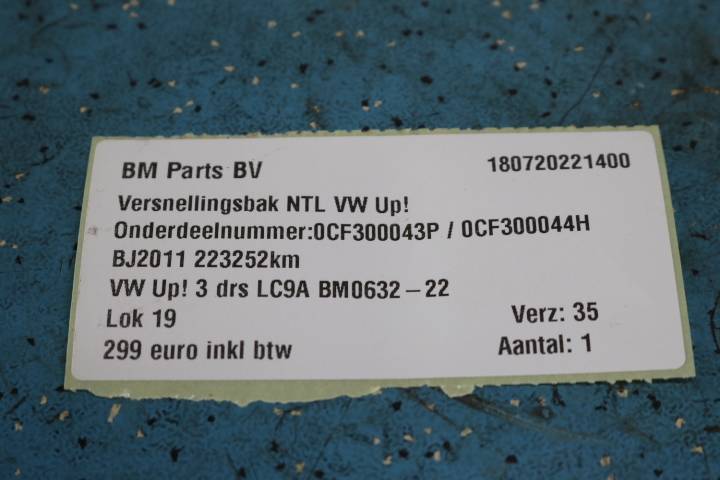 BM Parts BV 180720221400
Versnellingsbak NTL VW Up!
Onderdeelnummer:0CF300043P / 0CF300044H
BJ2011 223252km
VW Up! 3 drs LC9A BM0632-22
Lok 19 Verz: 35
299 euro inkl btw Aantal: 1